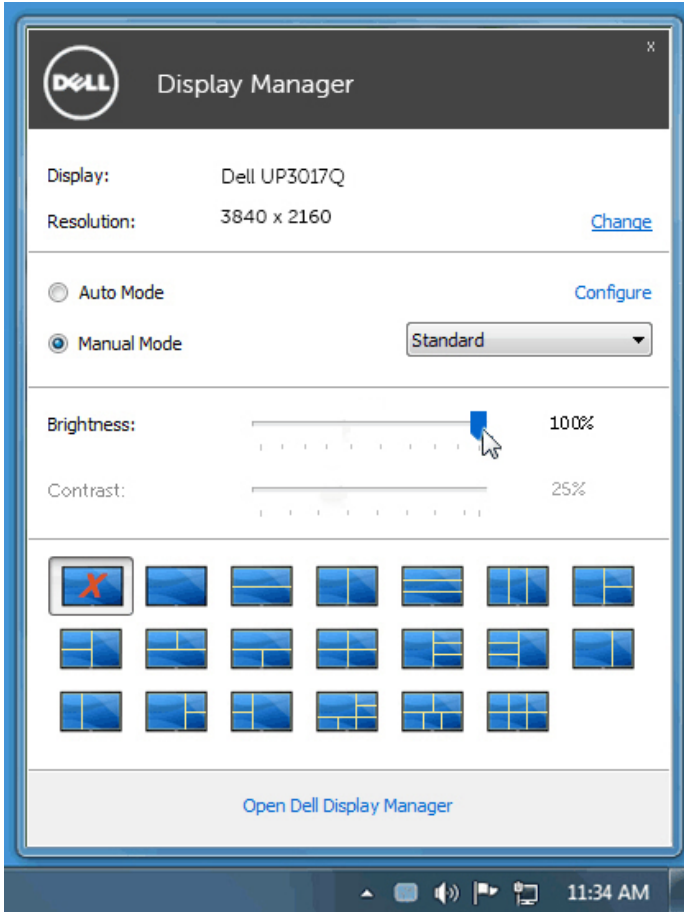 x
DELL Display Manager
Display: Dell UP3017Q
Resolution: 3840 x 2160 Change
Auto Mode Configure
Manual Mode Standard
Brightness: 100%
Contrast: 25%
Open Dell Display Manager
11:34 AM